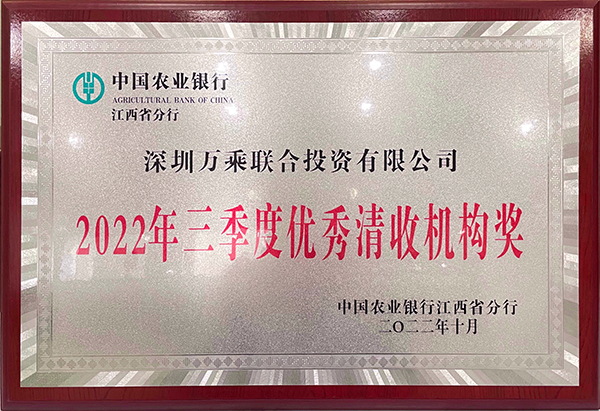 中国农业银行
AGRICULTURAL BANK OF CHINA
江西省分行
深圳万乘联合投资有限公司
2022年三季度优秀清收机构奖
中国农业银行江西省分行
二〇二二年十月